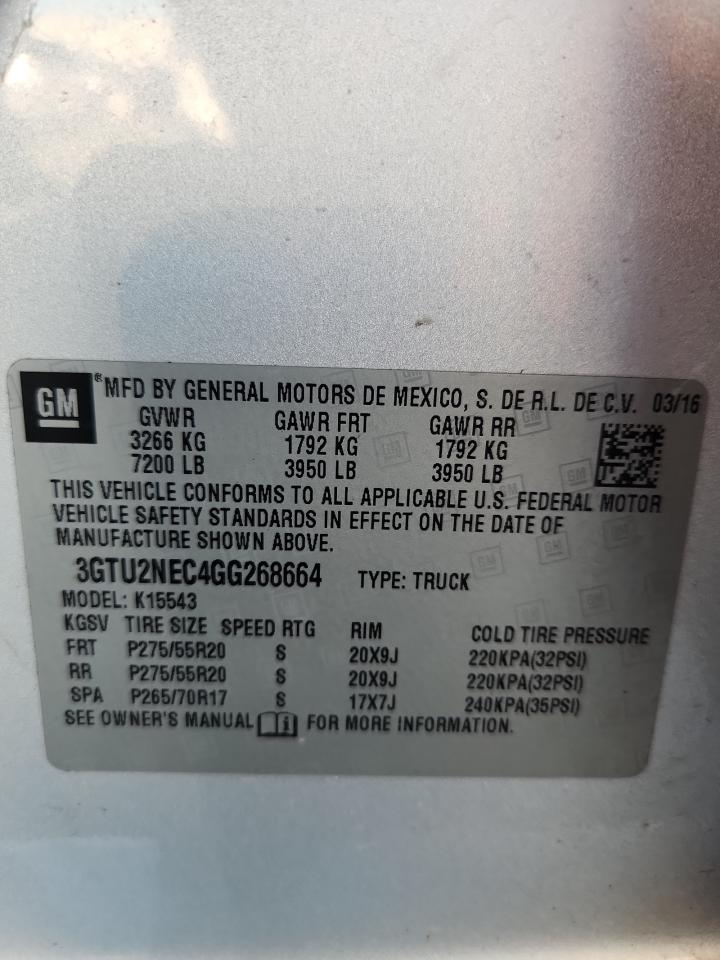 GM ® MFD BY GENERAL MOTORS DE MEXICO, S. DE R.L. DE C.V. 03/16
GVWR GAWR FRT GAWR RR
3266 KG 1792 KG 1792 KG
7200 LB 3950 LB 3950 LB
THIS VEHICLE CONFORMS TO ALL APPLICABLE U.S. FEDERAL MOTOR
VEHICLE SAFETY STANDARDS IN EFFECT ON THE DATE OF
MANUFACTURE SHOWN ABOVE.
3GTU2NEC4GG268664 TYPE: TRUCK
MODEL: K15543
KGSV TIRE SIZE SPEED RTG RIM COLD TIRE PRESSURE
FRT P275/55R20 S 20X9J 220KPA(32PSI)
RR P275/55R20 S 20X9J 220KPA(32PSI)
SPA P265/70R17 S 17X7J 240KPA(35PSI)
SEE OWNER'S MANUAL FOR MORE INFORMATION.